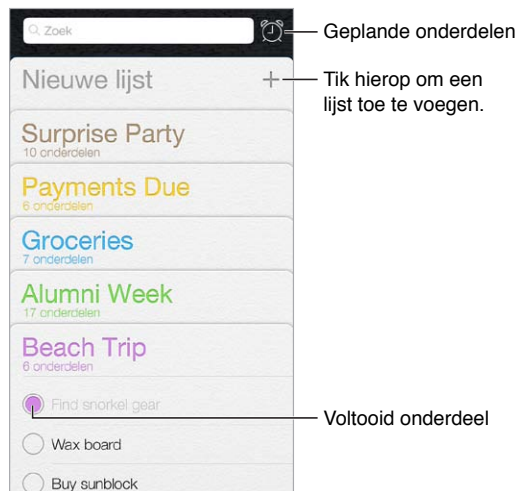 Zoek
Geplande onderdelen
Nieuwe lijst
Tik hierop om een
lijst toe te voegen.
Surprise Party
10 onderdelen
Payments Due
6 onderdelen
Groceries
7 onderdelen
Alumni Week
17 onderdelen
Beach Trip
6 onderdelen
Find snorkel gear
Voltooid onderdeel
Wax board
Buy sunblock